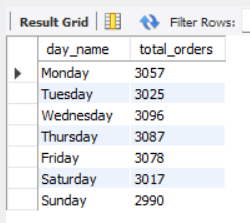 Result Grid Filter Rows:
day_name total_orders
Monday 3057
Tuesday 3025
Wednesday 3096
Thursday 3087
Friday 3078
Saturday 3017
Sunday 2990